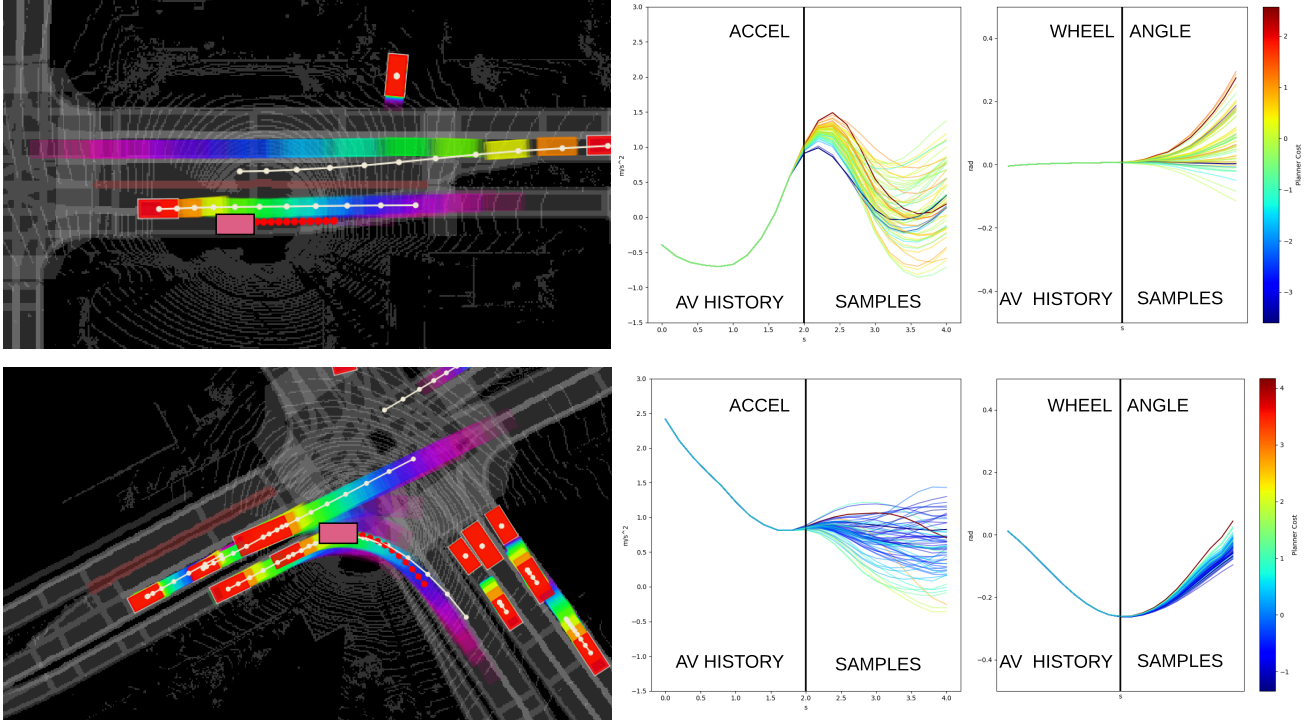 ACCEL
WHEEL ANGLE
3.0
2.5
2.0
1.5
1.0
0.5
0.0
−0.5
−1.0
−1.5
m/s^2
AV HISTORY
SAMPLES
0.0 0.5 1.0 1.5 2.0 2.5 3.0 3.5 4.0
s
0.4
0.2
0.0
−0.2
−0.4
rad
AV HISTORY
SAMPLES
s
2
1
0
−1
−2
−3
Planner Cost
ACCEL
WHEEL ANGLE
3.0
2.5
2.0
1.5
1.0
0.5
0.0
−0.5
−1.0
−1.5
m/s^2
AV HISTORY
SAMPLES
0.0 0.5 1.0 1.5 2.0 2.5 3.0 3.5 4.0
s
0.4
0.2
0.0
−0.2
−0.4
rad
AV HISTORY
SAMPLES
s
4
3
2
1
0
−1
Planner Cost